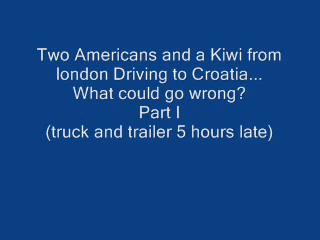 Two Americans and a Kiwi from
london Driving to Croatia...
What could go wrong?
Part I
(truck and trailer 5 hours late)